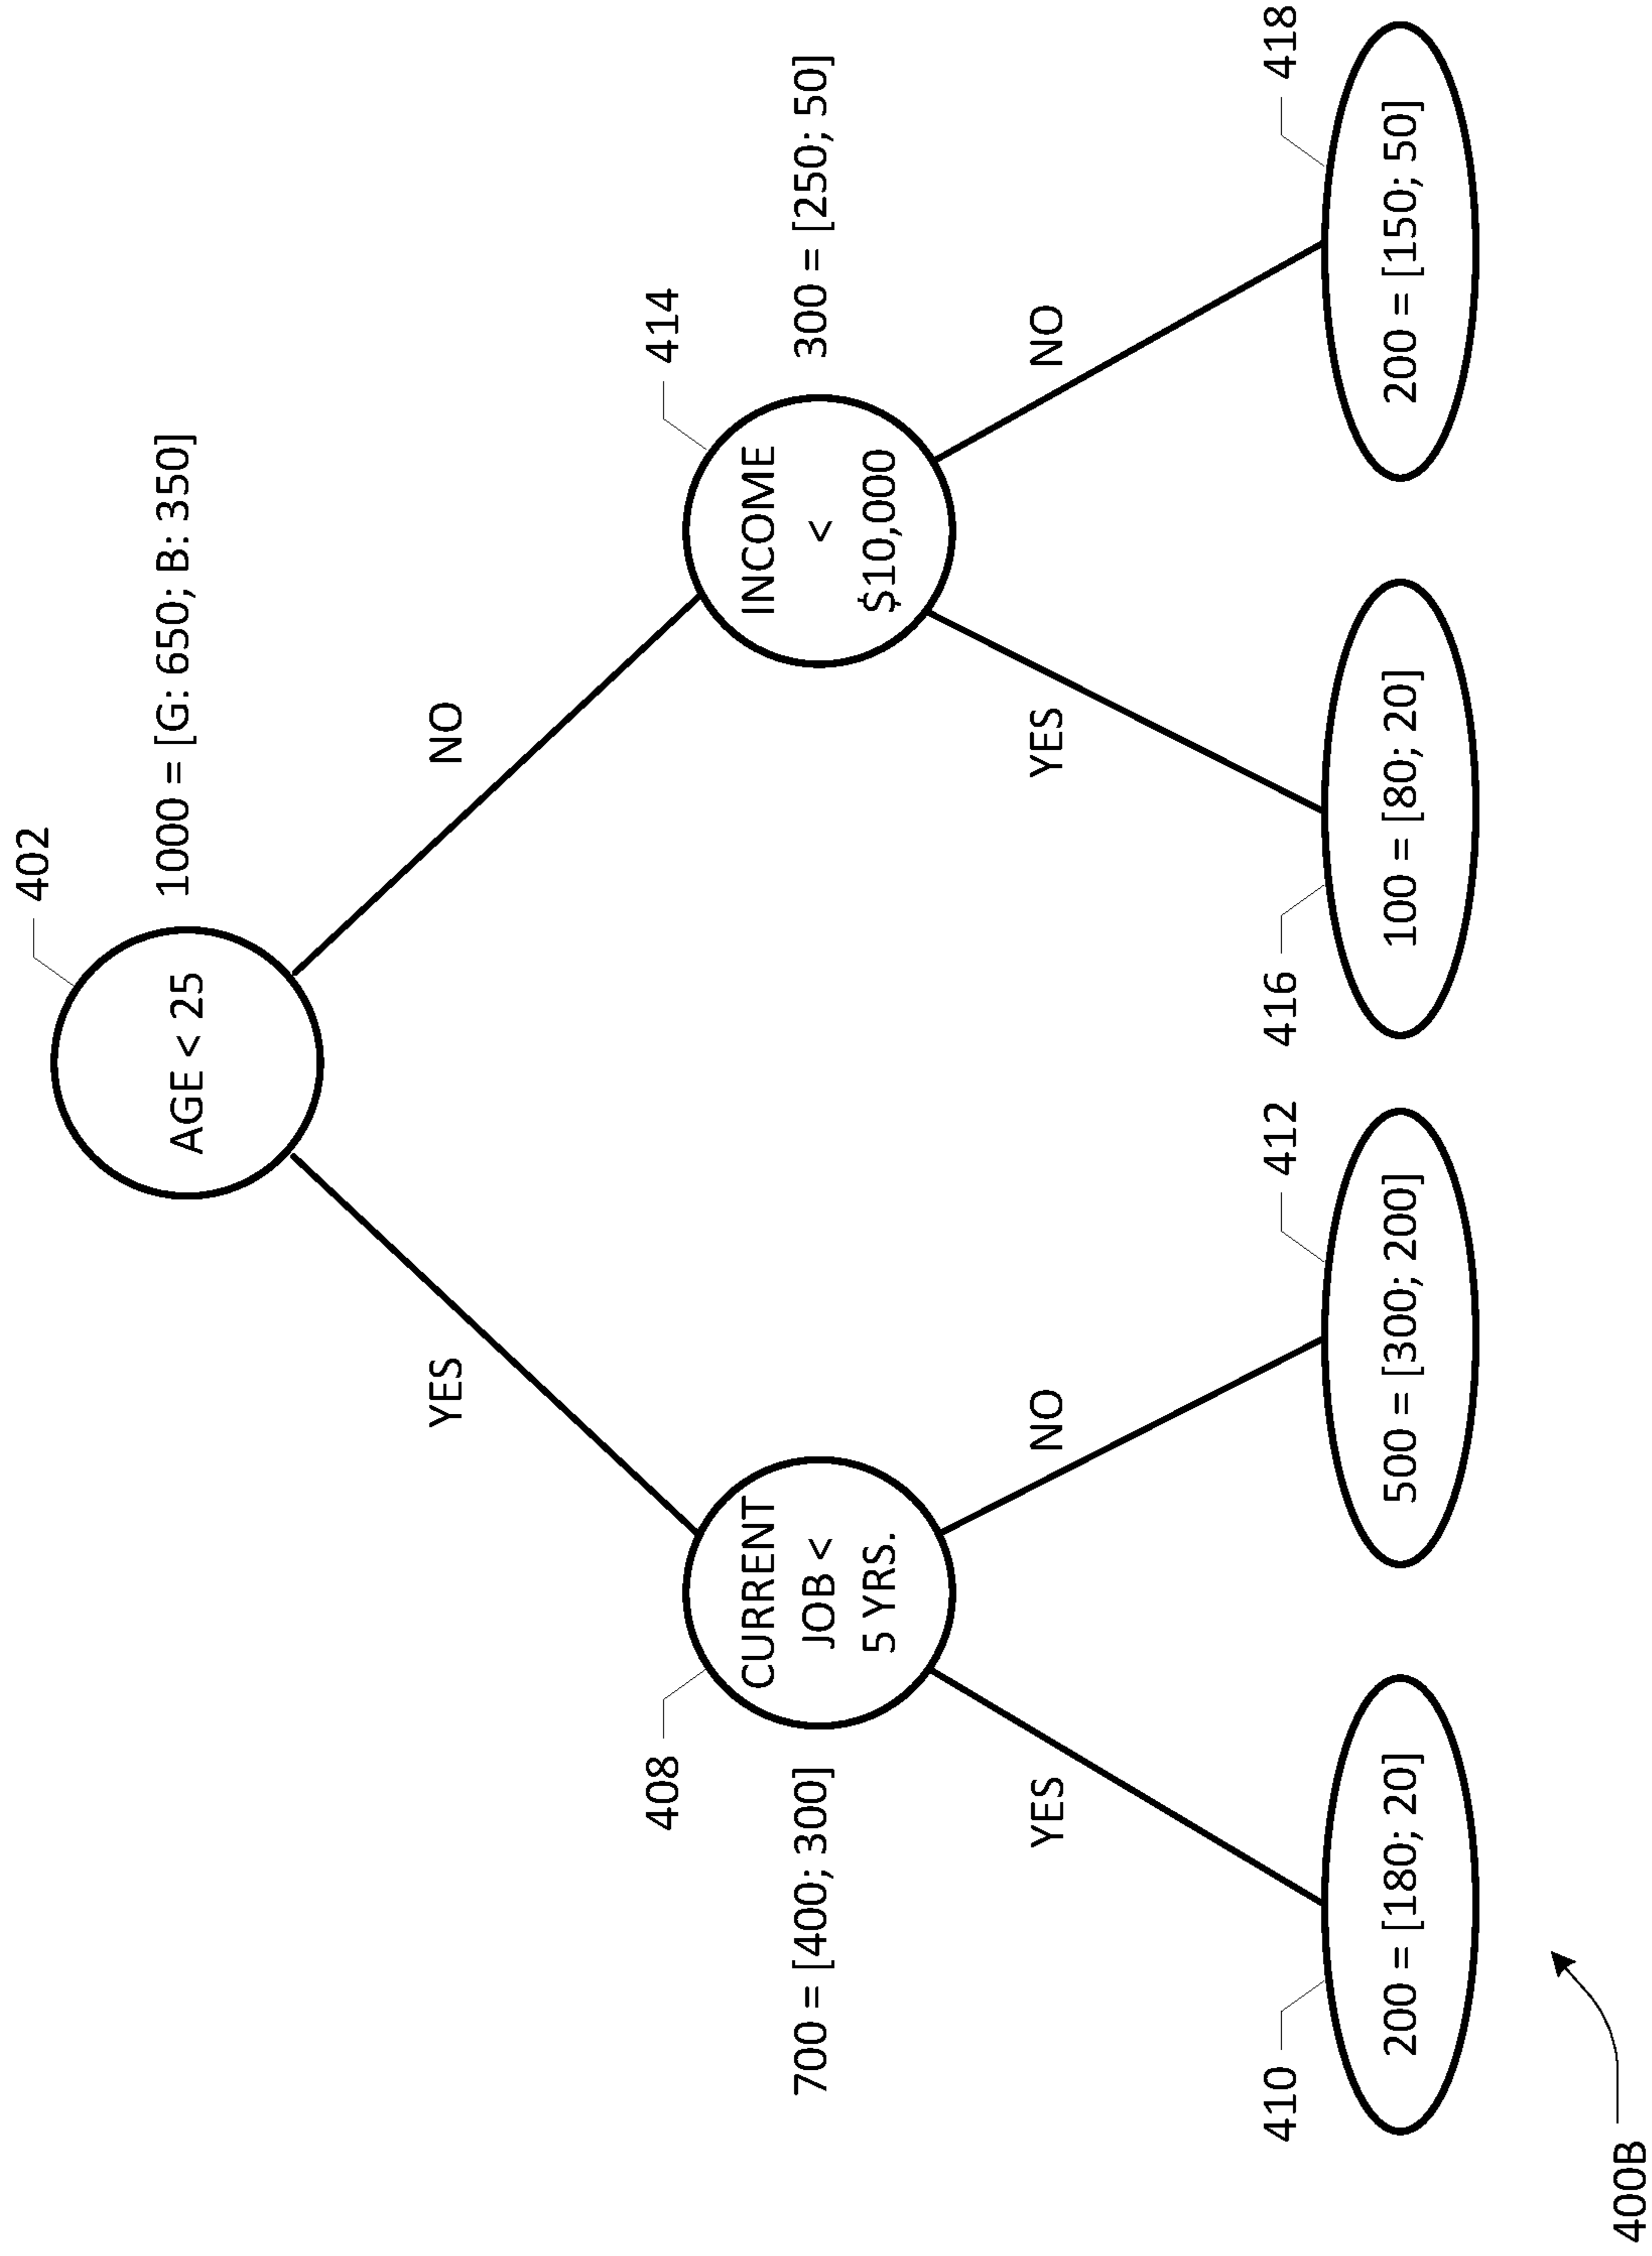 402
AGE < 25
1000 = [G: 650; B: 350]
YES
NO
408
CURRENT
JOB <
5 YRS.
700 = [400; 300]
414
INCOME
<
$10,000
300 = [250; 50]
YES
NO
YES
NO
410
200 = [180; 20]
412
500 = [300; 200]
416
100 = [80; 20]
418
200 = [150; 50]
400B